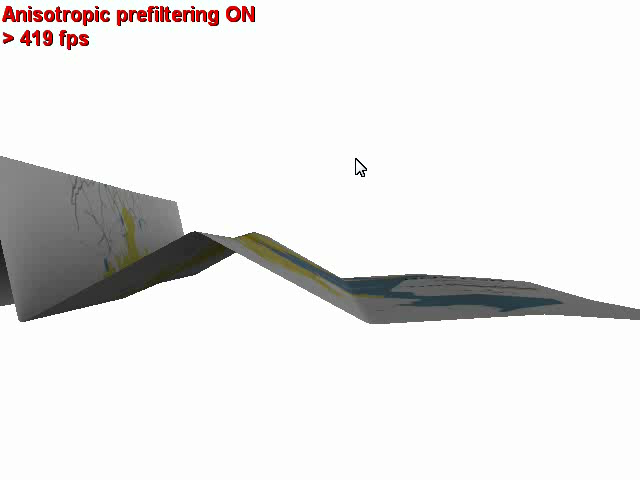 Anisotropic prefiltering ON
> 419 fps